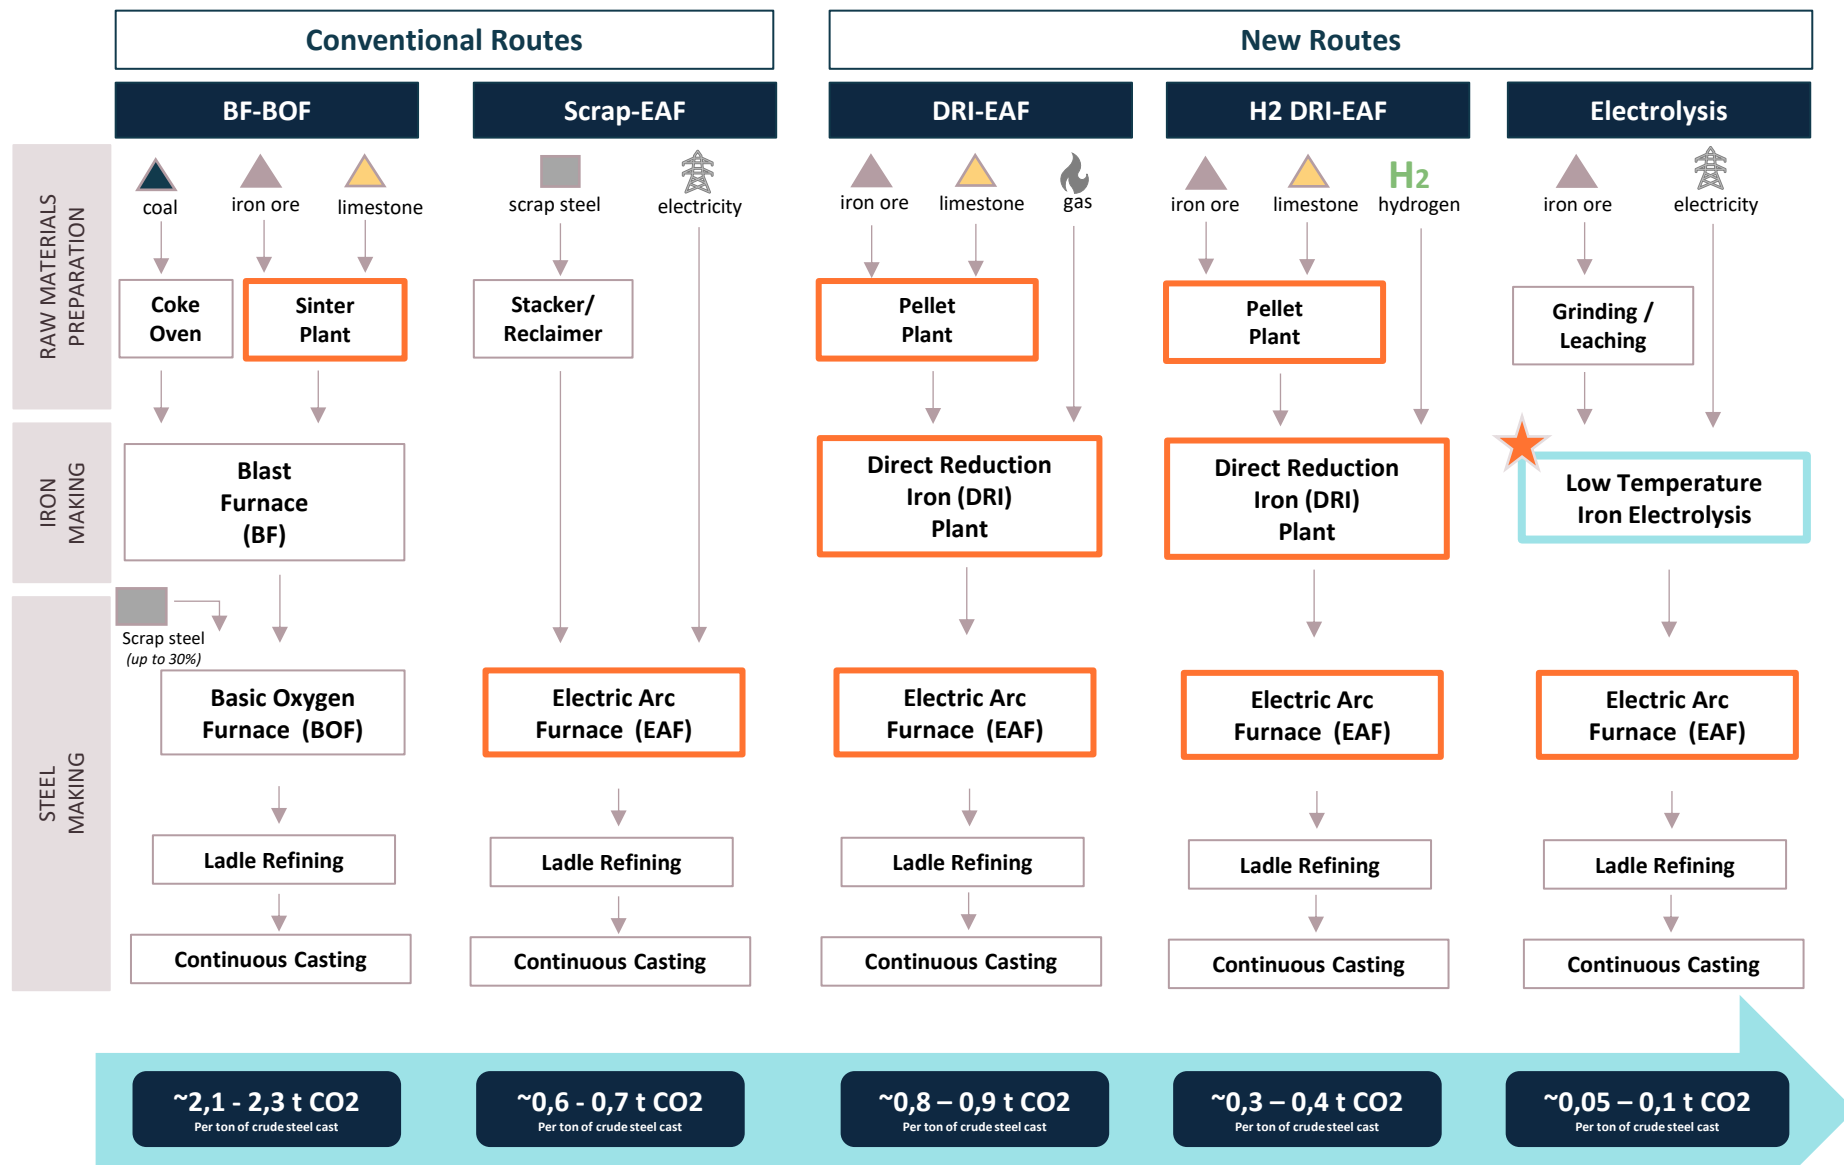 Conventional Routes
New Routes
BF-BOF
Scrap-EAF
DRI-EAF
H2 DRI-EAF
Electrolysis
RAW MATERIALS
PREPARATION
coal
iron ore
limestone
scrap steel
electricity
iron ore
limestone
gas
iron ore
limestone
H2
hydrogen
iron ore
electricity
Coke
Oven
Sinter
Plant
Stacker/
Reclaimer
Pellet
Plant
Pellet
Plant
Grinding /
Leaching
IRON
MAKING
Blast
Furnace
(BF)
Direct Reduction
Iron (DRI)
Plant
Direct Reduction
Iron (DRI)
Plant
Low Temperature
Iron Electrolysis
STEEL
MAKING
Scrap steel
(up to 30%)
Basic Oxygen
Furnace (BOF)
Electric Arc
Furnace (EAF)
Electric Arc
Furnace (EAF)
Electric Arc
Furnace (EAF)
Electric Arc
Furnace (EAF)
Ladle Refining
Ladle Refining
Ladle Refining
Ladle Refining
Ladle Refining
Continuous Casting
Continuous Casting
Continuous Casting
Continuous Casting
Continuous Casting
~2,1 - 2,3 t CO2
Per ton of crude steel cast
~0,6 - 0,7 t CO2
Per ton of crude steel cast
~0,8 – 0,9 t CO2
Per ton of crude steel cast
~0,3 – 0,4 t CO2
Per ton of crude steel cast
~0,05 – 0,1 t CO2
Per ton of crude steel cast